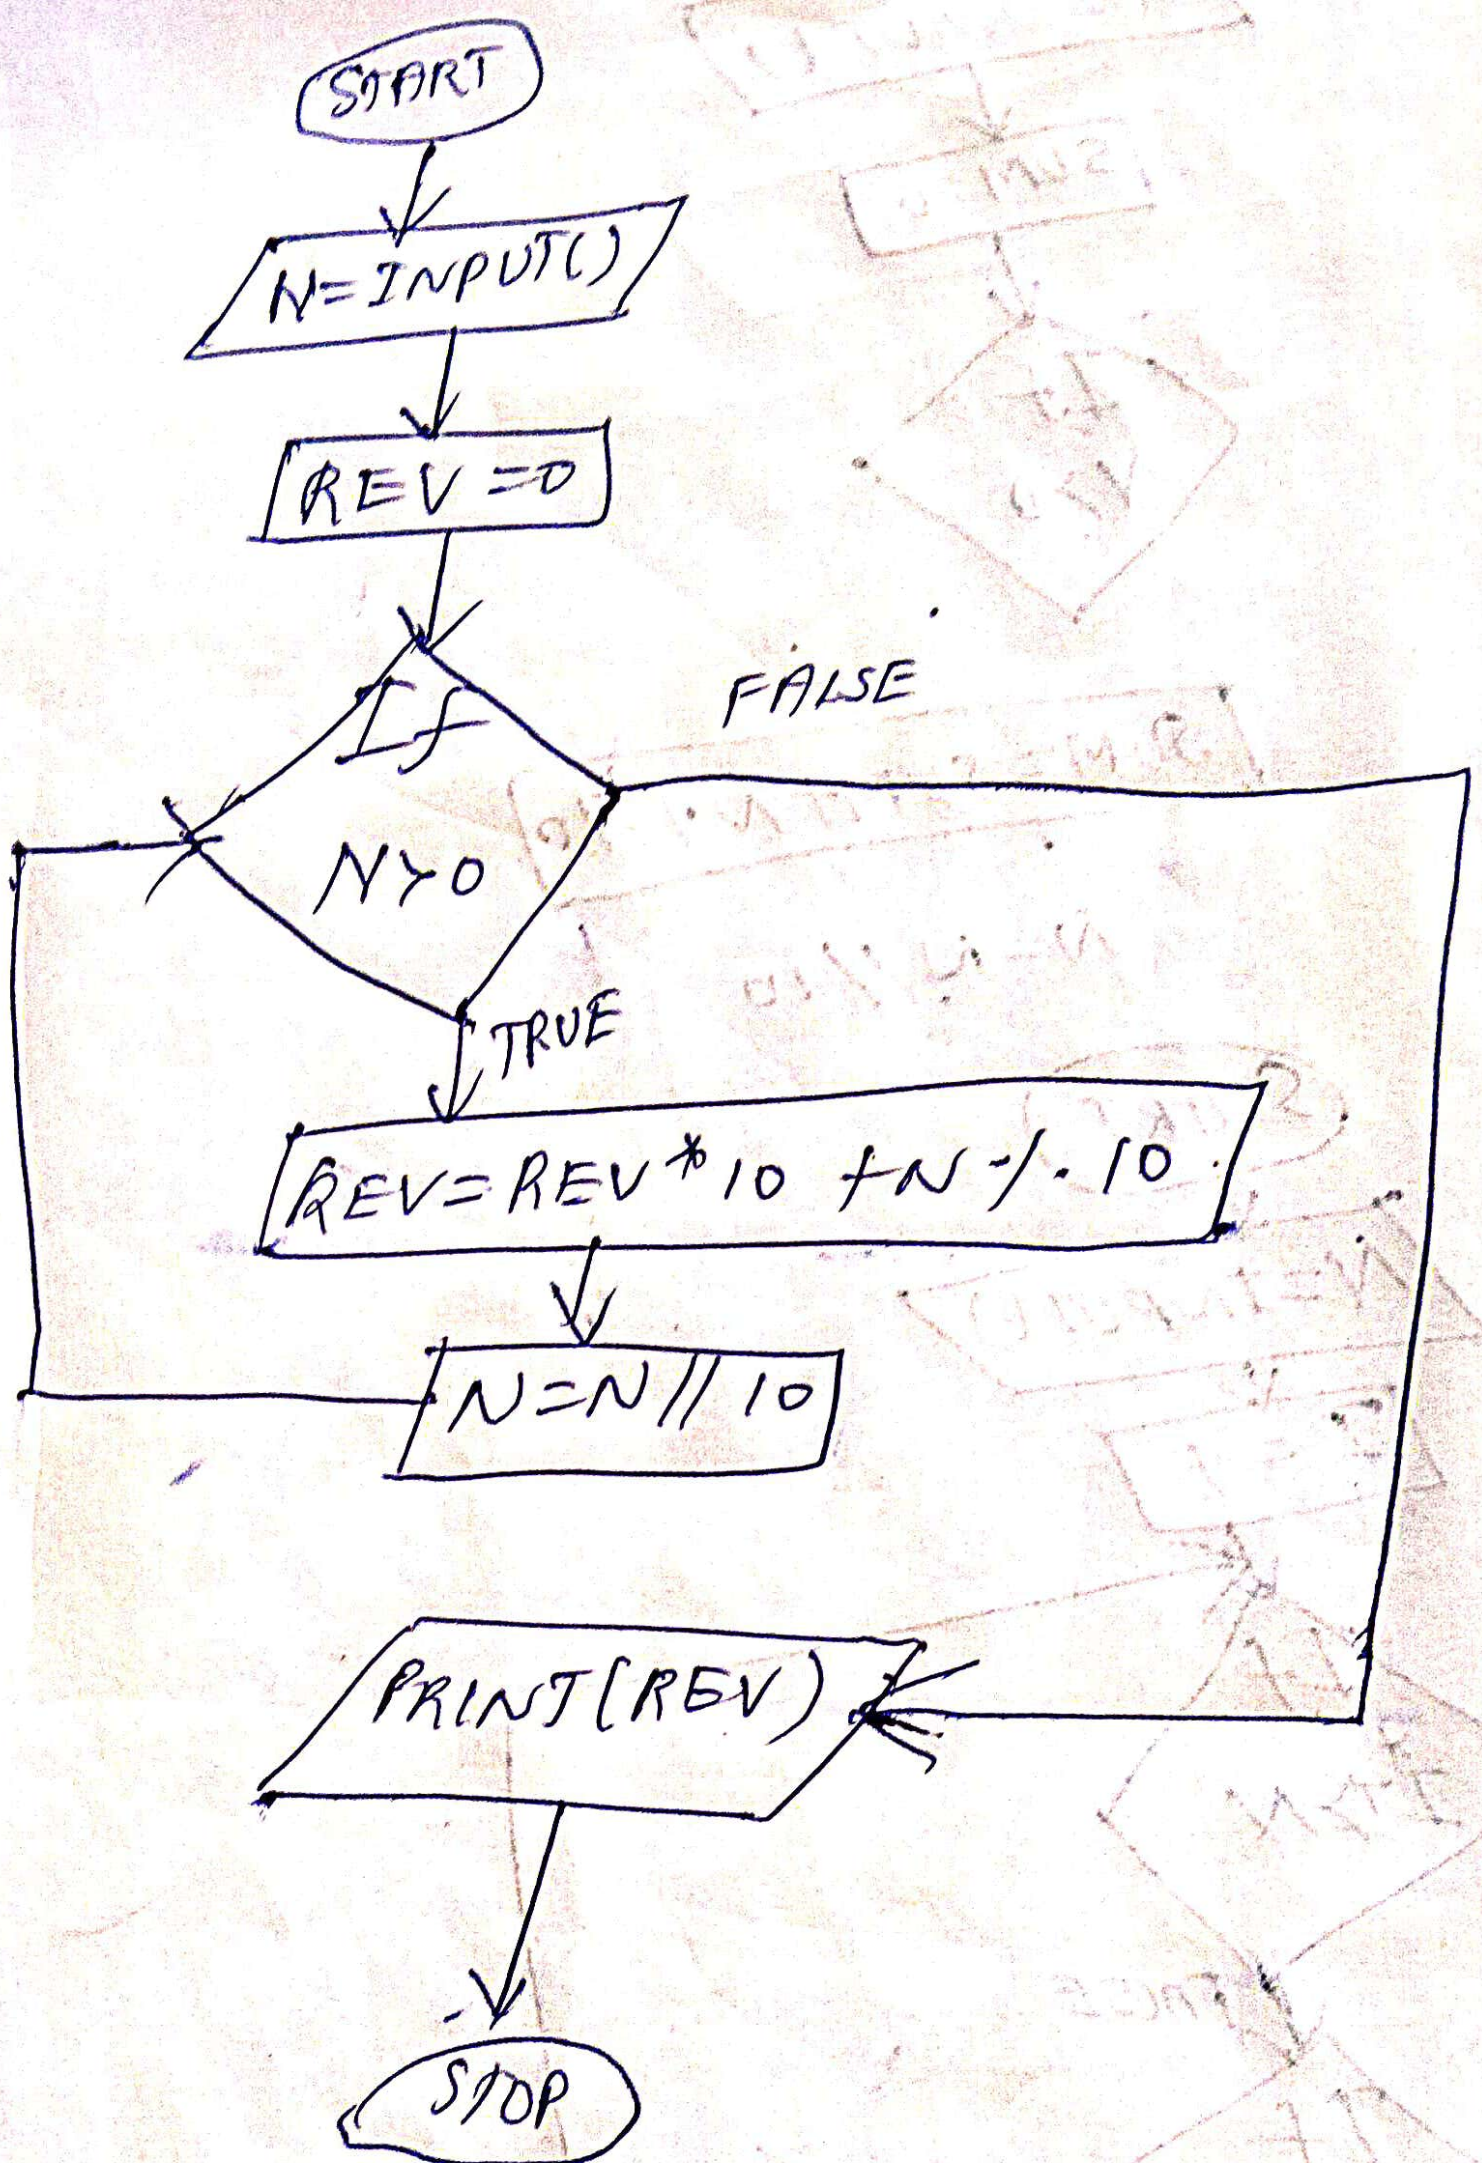 START
N=INPUT()
REV=0
If
N>0
FALSE
TRUE
REV=REV*10+N%10
N=N//10
PRINT(REV)
STOP